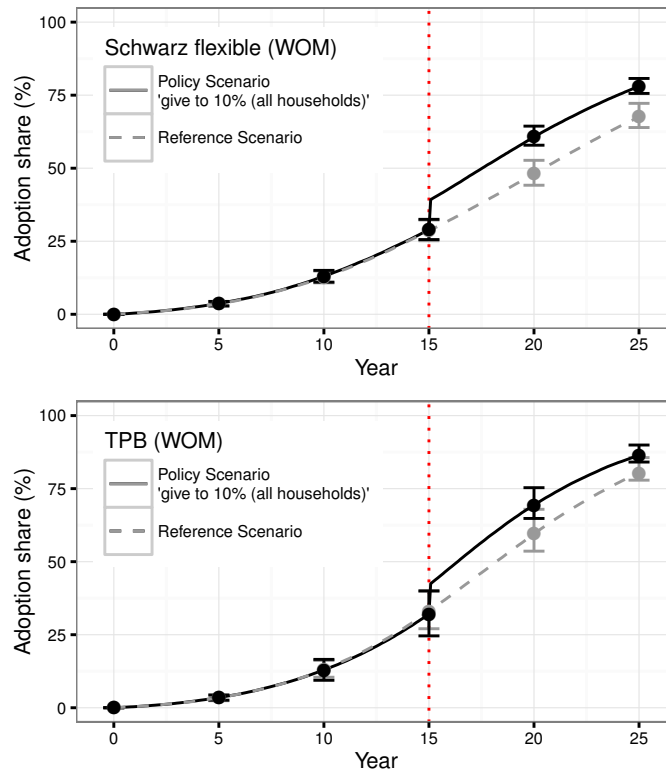 Schwarz flexible (WOM)
Policy Scenario
'give to 10% (all households)'
Reference Scenario
Adoption share (%)
100
75
50
25
0
0 5 10 15 20 25
Year
TPB (WOM)
Policy Scenario
'give to 10% (all households)'
Reference Scenario
Adoption share (%)
100
75
50
25
0
0 5 10 15 20 25
Year